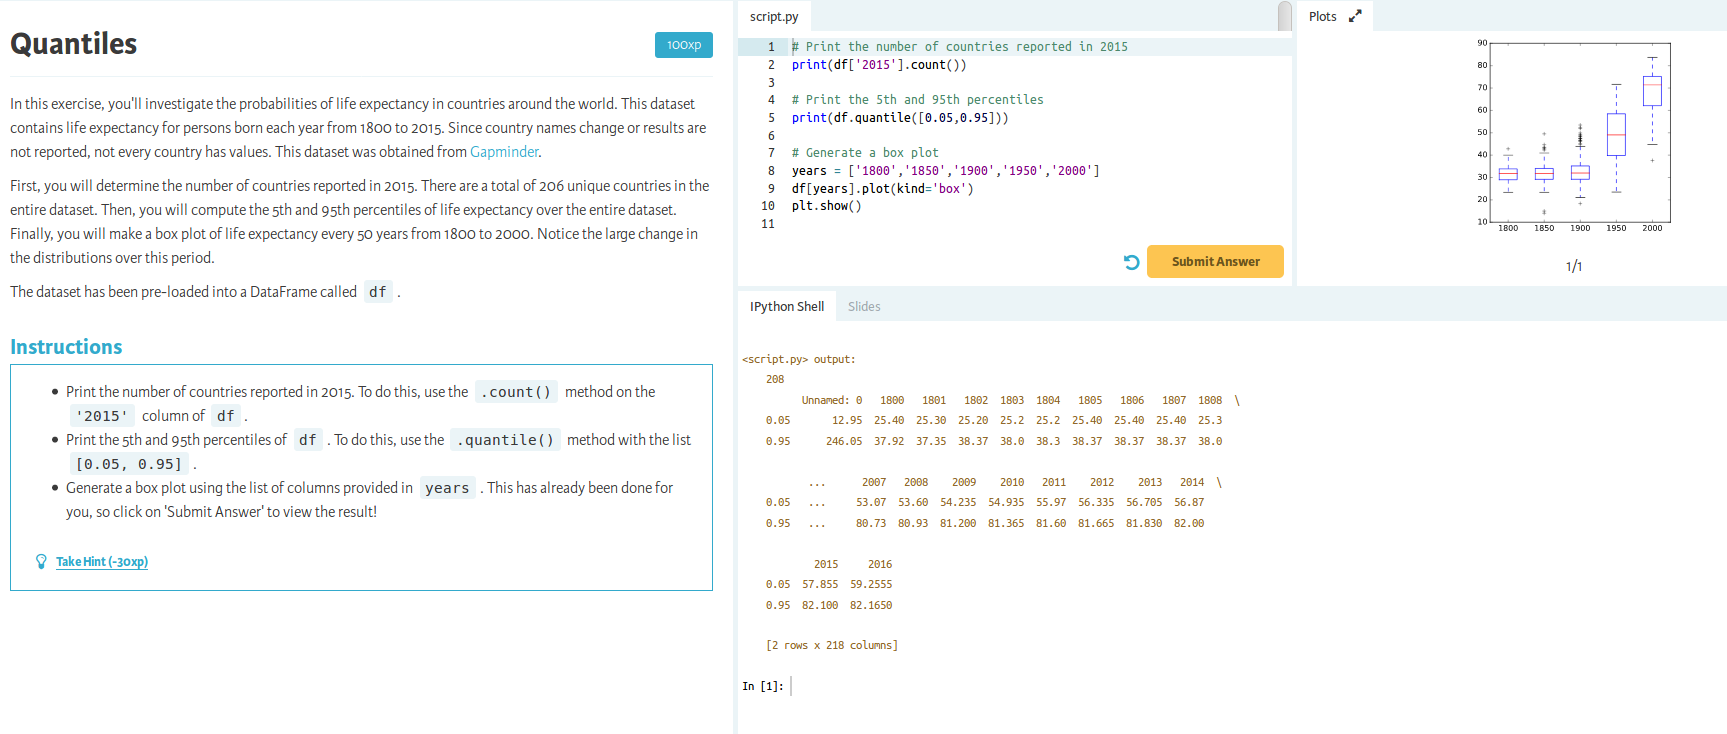 Quantiles
100xp
In this exercise, you'll investigate the probabilities of life expectancy in countries around the world. This dataset
contains life expectancy for persons born each year from 1800 to 2015. Since country names change or results are
not reported, not every country has values. This dataset was obtained from Gapminder.
First, you will determine the number of countries reported in 2015. There are a total of 206 unique countries in the
entire dataset. Then, you will compute the 5th and 95th percentiles of life expectancy over the entire dataset.
Finally, you will make a box plot of life expectancy every 50 years from 1800 to 2000. Notice the large change in
the distributions over this period.
The dataset has been pre-loaded into a DataFrame called df .
Instructions
• Print the number of countries reported in 2015. To do this, use the .count() method on the
'2015' column of df .
• Print the 5th and 95th percentiles of df . To do this, use the .quantile() method with the list
[0.05, 0.95] .
• Generate a box plot using the list of columns provided in years . This has already been done for
you, so click on 'Submit Answer' to view the result!
Take Hint (-30xp)
script.py
1 # Print the number of countries reported in 2015
2 print(df['2015'].count())
3
4 # Print the 5th and 95th percentiles
5 print(df.quantile([0.05,0.95]))
6
7 # Generate a box plot
8 years = ['1800','1850','1900','1950','2000']
9 df[years].plot(kind='box')
10 plt.show()
11
Submit Answer
Plots
90
80
70
60
50
40
30
20
10
1800 1850 1900 1950 2000
1/1
IPython Shell Slides
<script.py> output:
208
Unnamed: 0 1800 1801 1802 1803 1804 1805 1806 1807 1808 \
0.05 12.95 25.40 25.30 25.20 25.2 25.2 25.40 25.40 25.40 25.3
0.95 246.05 37.92 37.35 38.37 38.0 38.3 38.37 38.37 38.37 38.0
... 2007 2008 2009 2010 2011 2012 2013 2014 \
0.05 ... 53.07 53.60 54.235 54.935 55.97 56.335 56.705 56.87
0.95 ... 80.73 80.93 81.200 81.365 81.60 81.665 81.830 82.00
2015 2016
0.05 57.855 59.2555
0.95 82.100 82.1650
[2 rows x 218 columns]
In [1]: